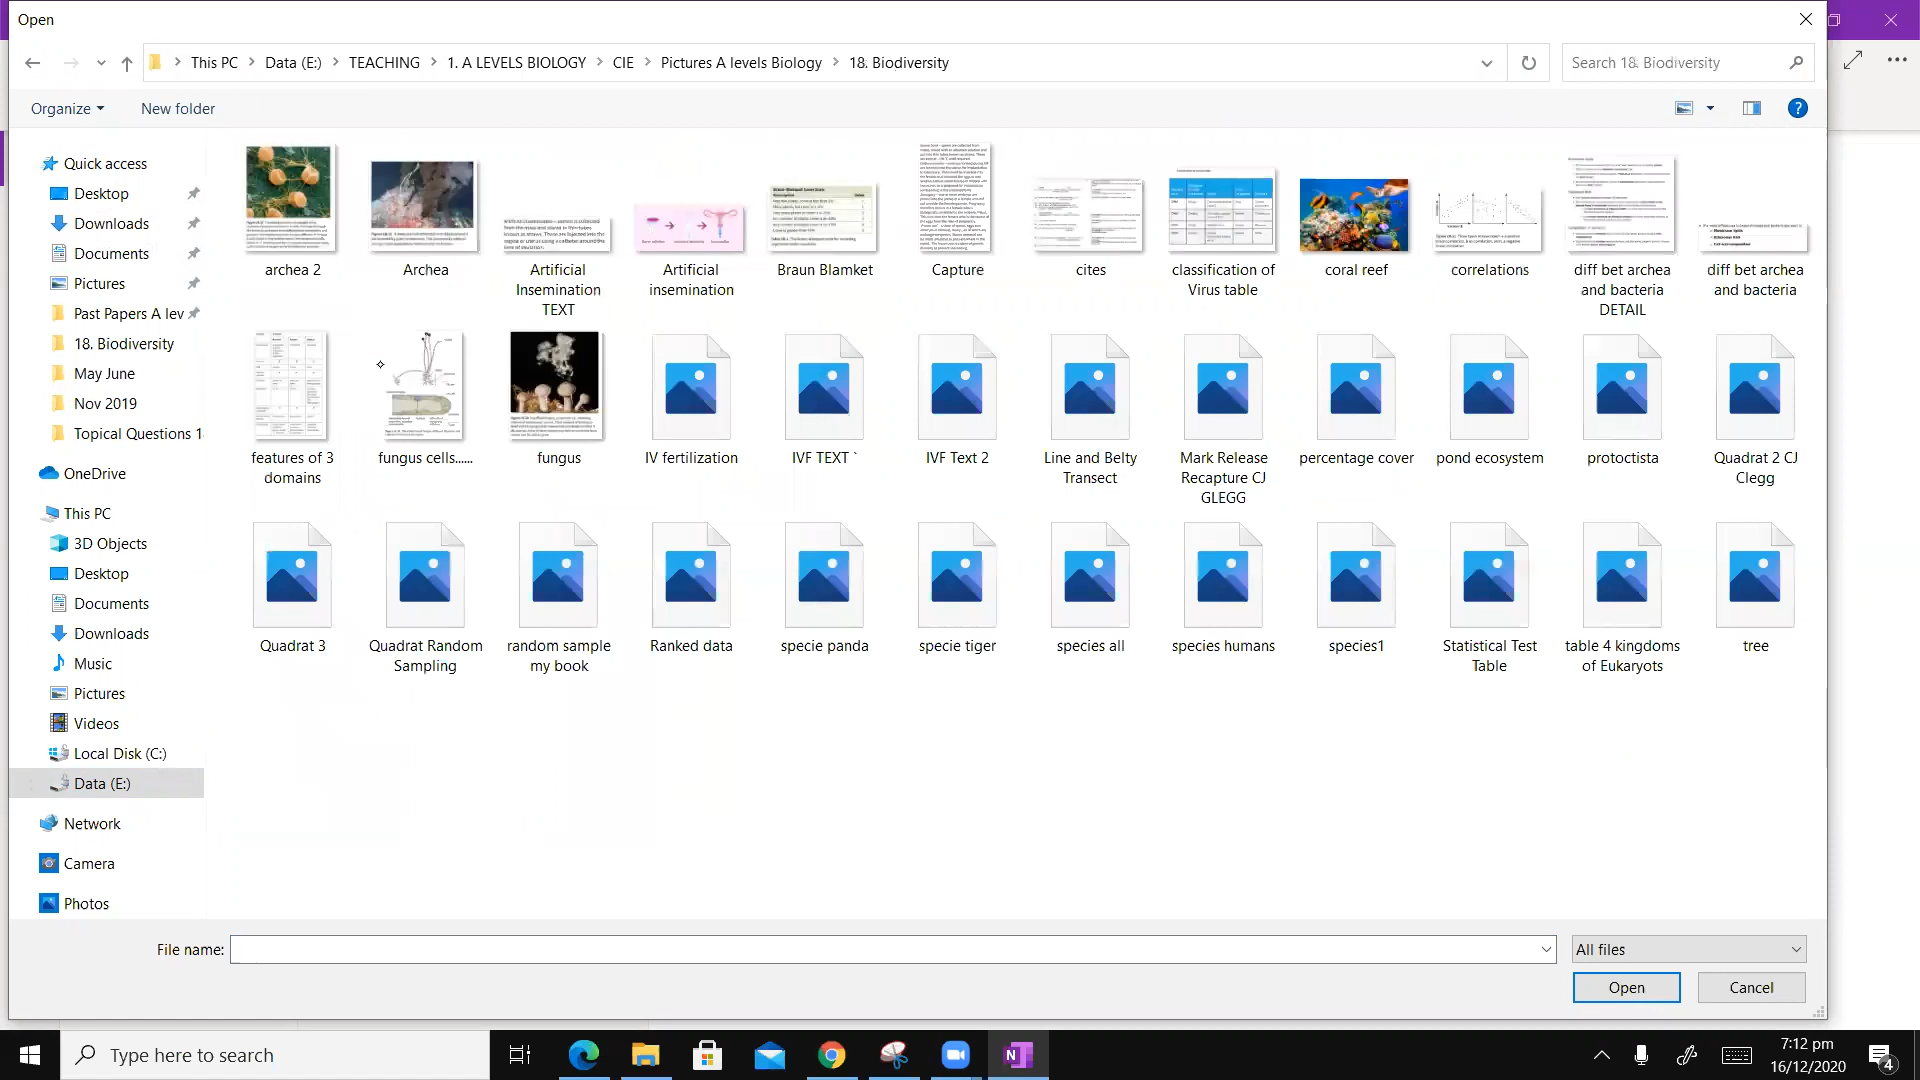 Open
This PC > Data (E:) > TEACHING > 1. A LEVELS BIOLOGY > CIE > Pictures A levels Biology > 18. Biodiversity
Search 18. Biodiversity
Organize
New folder
Quick access
Desktop
Downloads
Documents
Pictures
Past Papers A lev
18. Biodiversity
May June
Nov 2019
Topical Questions 1
OneDrive
This PC
3D Objects
Desktop
Documents
Downloads
Music
Pictures
Videos
Local Disk (C:)
Data (E:)
Network
Camera
Photos
archea 2
Archea
Artificial
Insemination
TEXT
Artificial
insemination
Braun Blamket
Capture
cites
classification of
Virus table
coral reef
correlations
diff bet archea
and bacteria
DETAIL
diff bet archea
and bacteria
features of 3
domains
fungus cells......
fungus
IV fertilization
IVF TEXT `
IVF Text 2
Line and Belty
Transect
Mark Release
Recapture CJ
GLEGG
percentage cover
pond ecosystem
protoctista
Quadrat 2 CJ
Clegg
Quadrat 3
Quadrat Random
Sampling
random sample
my book
Ranked data
specie panda
specie tiger
species all
species humans
species1
Statistical Test
Table
table 4 kingdoms
of Eukaryots
tree
File name:
All files
Open
Cancel
Type here to search
7:12 pm
16/12/2020
4